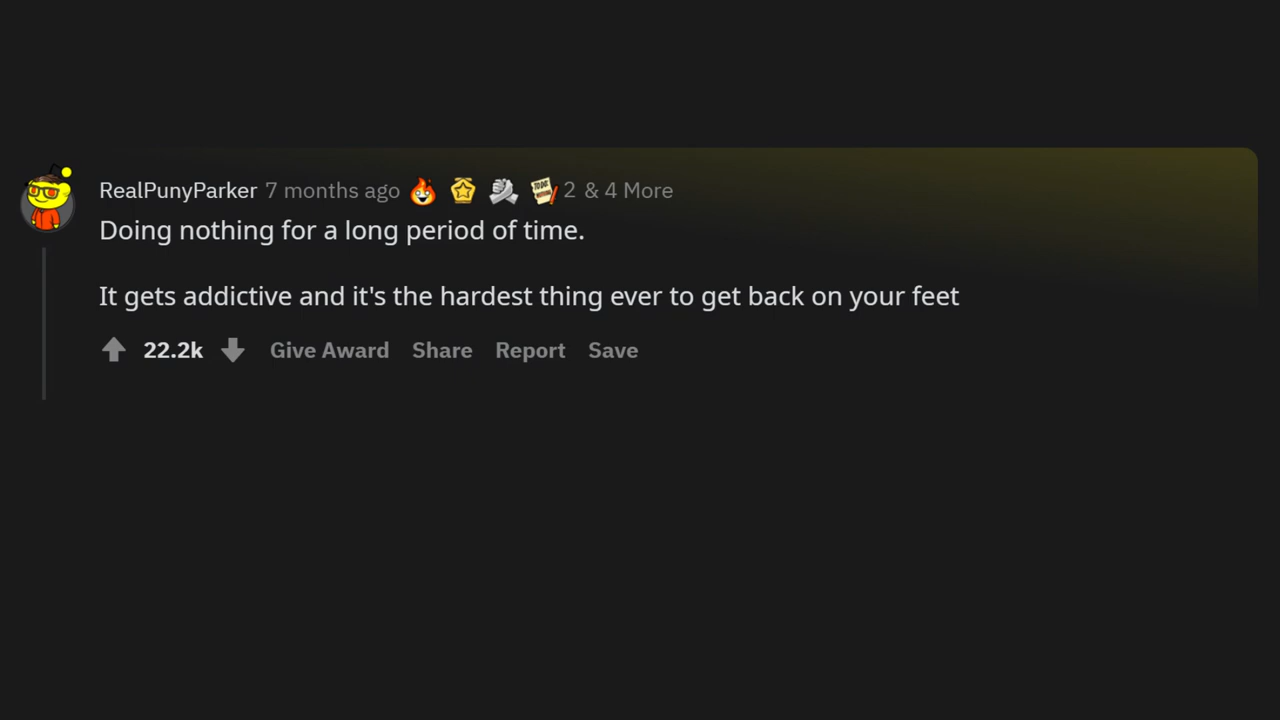 RealPunyParker 7 months ago 2 & 4 More
Doing nothing for a long period of time.
It gets addictive and it's the hardest thing ever to get back on your feet
22.2k Give Award Share Report Save